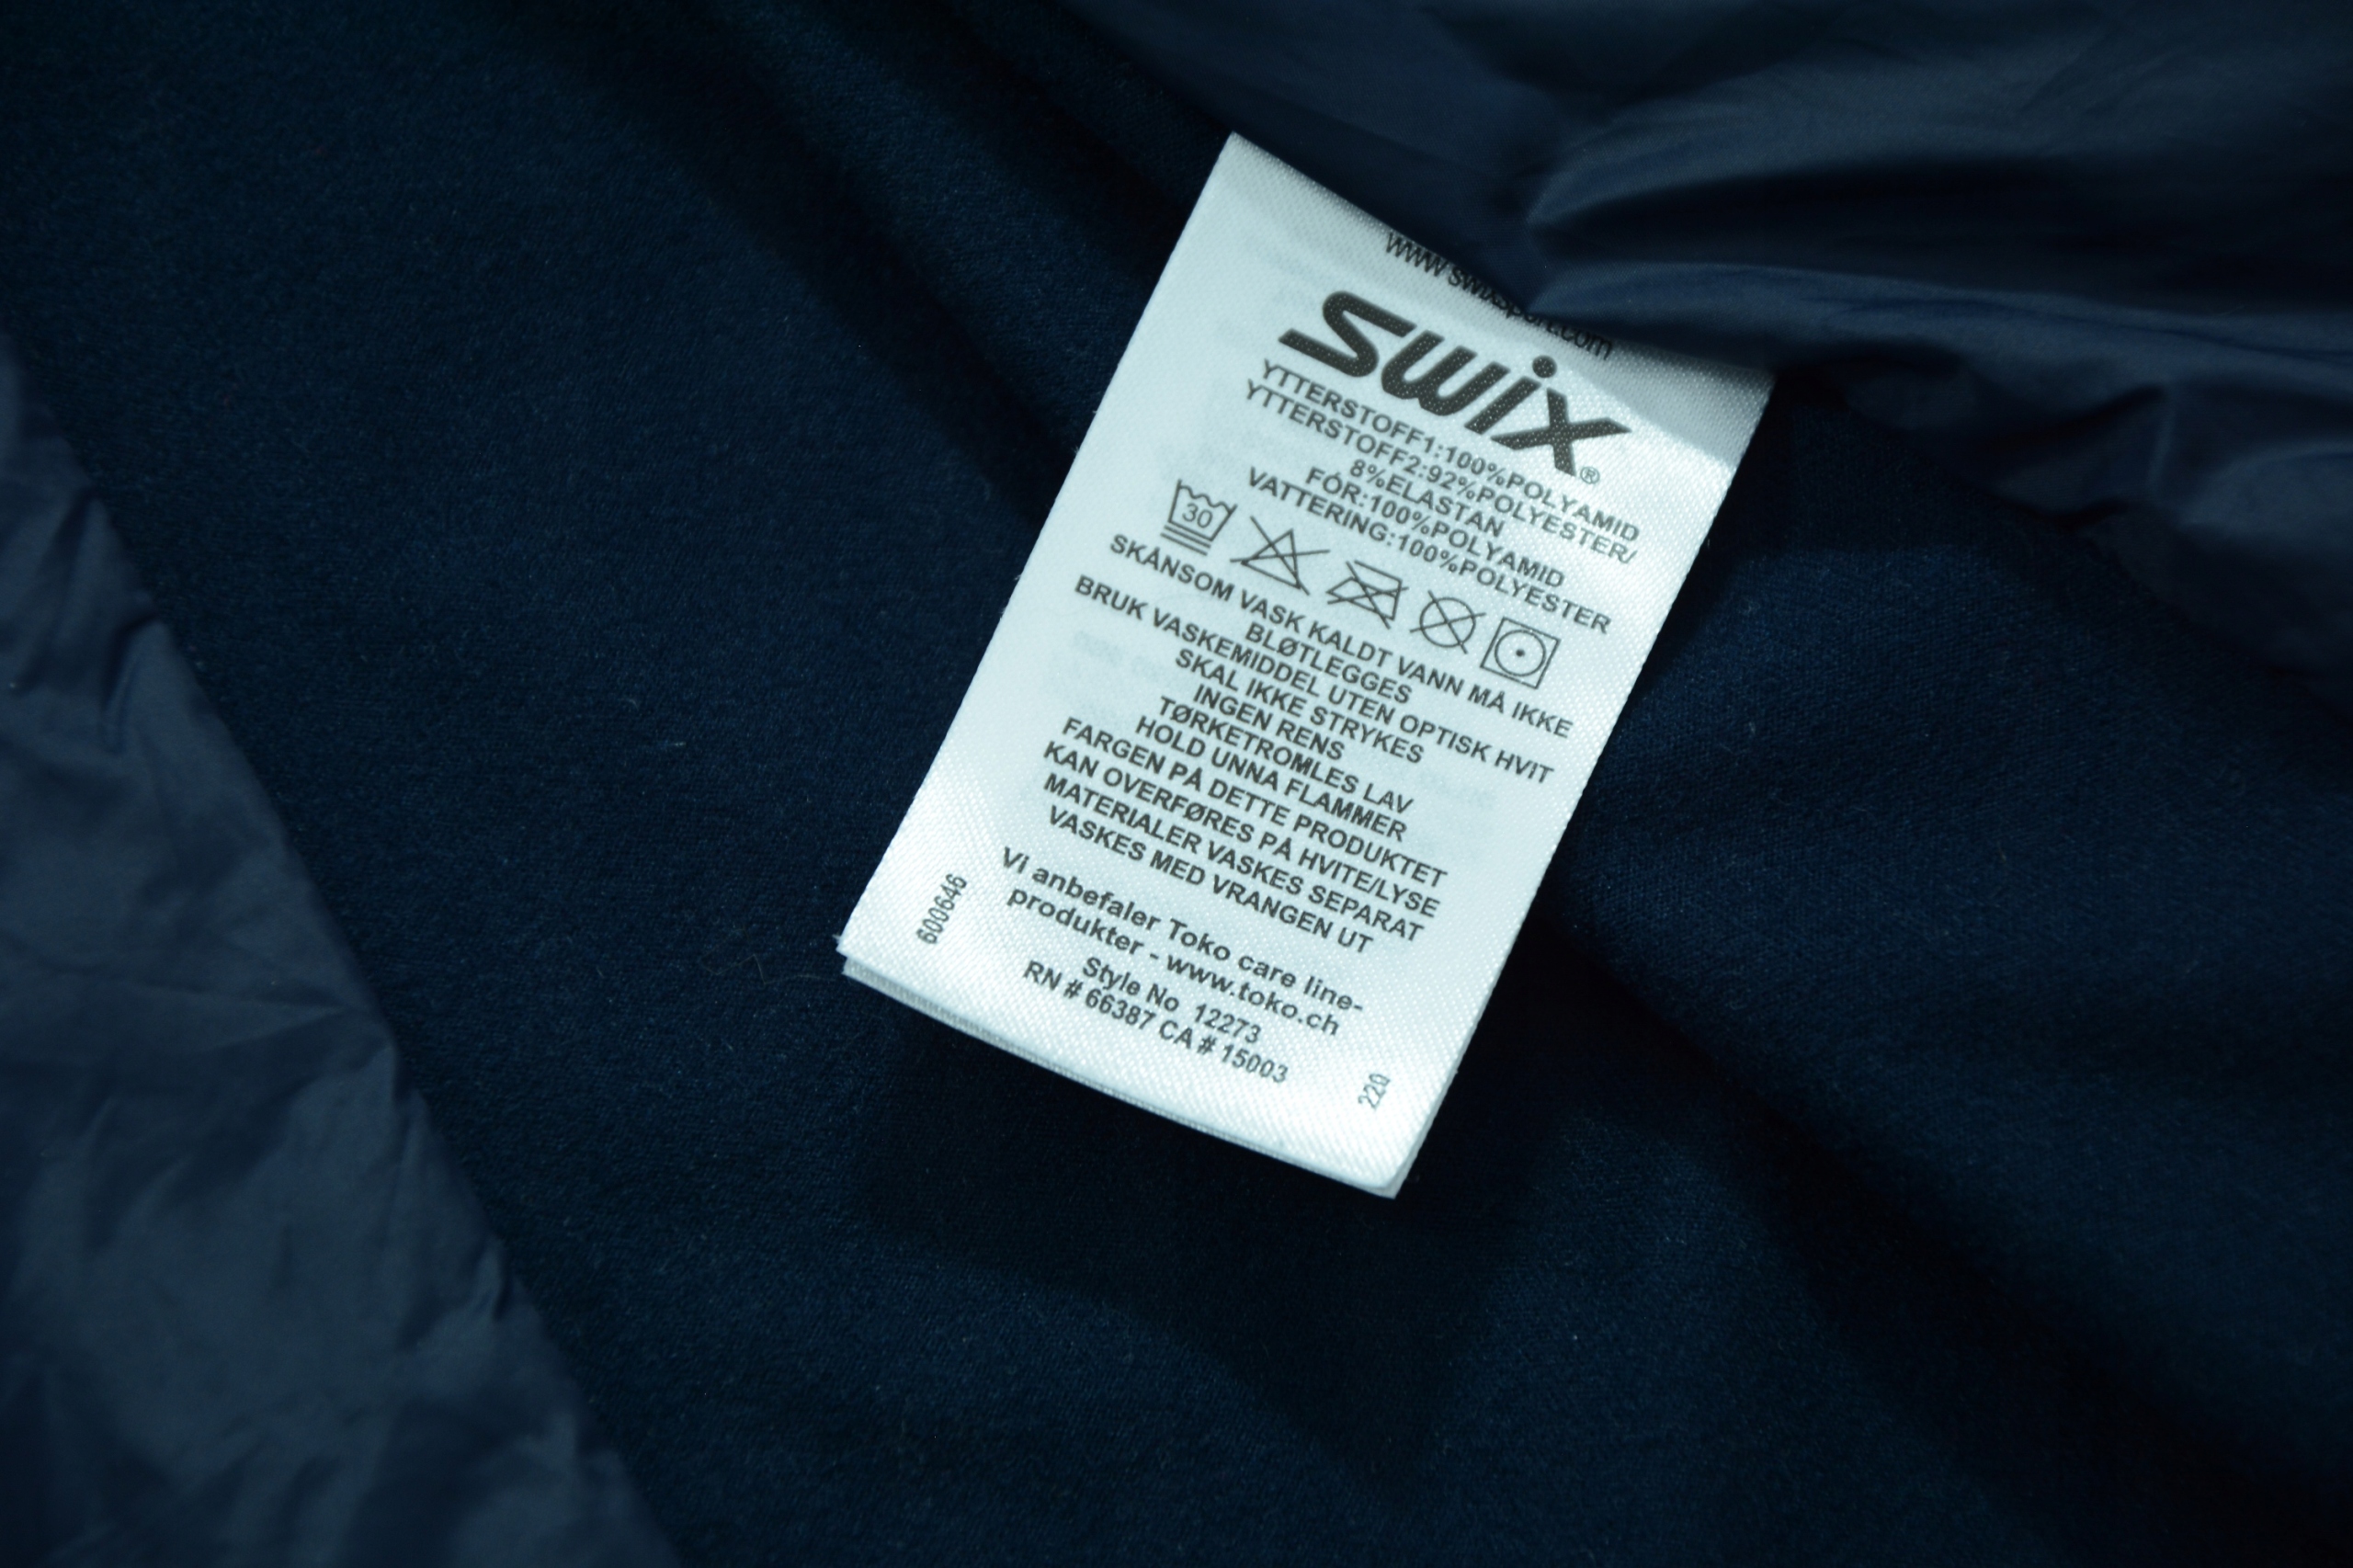 www.swixsport.com
swix®
YTTERSTOFF1:100%POLYAMID
YTTERSTOFF2:92%POLYESTER/
8%ELASTAN
FÓR:100%POLYAMID
VATTERING:100%POLYESTER
30
SKÅNSOM VASK KALDT VANN MÅ IKKE
BLØTLEGGES
BRUK VASKEMIDDEL UTEN OPTISK HVIT
SKAL IKKE STRYKES
INGEN RENS
TØRKETROMLES LAV
HOLD UNNA FLAMMER
FARGEN PÅ DETTE PRODUKTET
KAN OVERFØRES PÅ HVITE/LYSE
MATERIALER VASKES SEPARAT
VASKES MED VRANGEN UT
Vi anbefaler Toko care line-
produkter - www.toko.ch
Style No 12273
RN # 66387 CA # 15003
600646
220